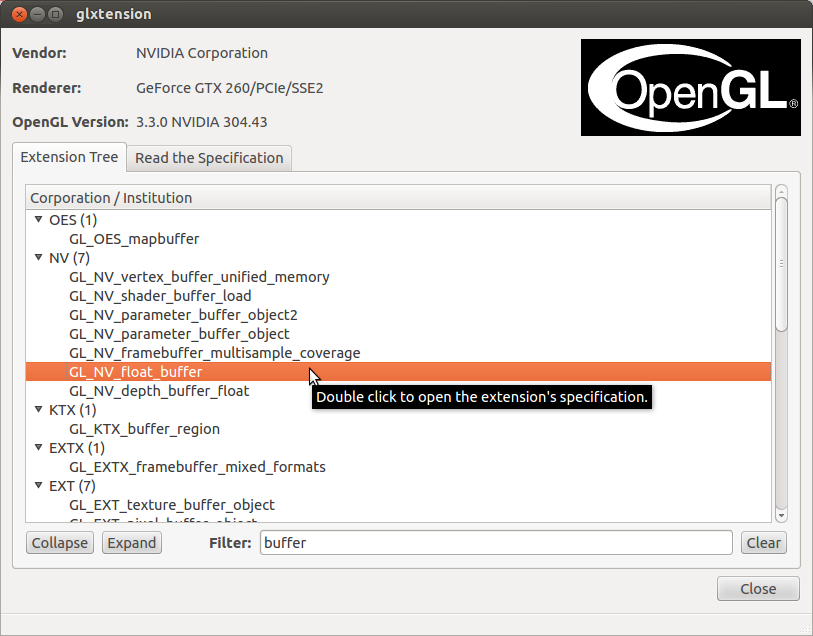 glxtension
Vendor: NVIDIA Corporation
Renderer: GeForce GTX 260/PCIe/SSE2
OpenGL Version: 3.3.0 NVIDIA 304.43
OpenGL®
Extension Tree Read the Specification
Corporation / Institution
OES (1)
GL_OES_mapbuffer
NV (7)
GL_NV_vertex_buffer_unified_memory
GL_NV_shader_buffer_load
GL_NV_parameter_buffer_object2
GL_NV_parameter_buffer_object
GL_NV_framebuffer_multisample_coverage
GL_NV_float_buffer
GL_NV_depth_buffer_float
Double click to open the extension's specification.
KTX (1)
GL_KTX_buffer_region
EXTX (1)
GL_EXTX_framebuffer_mixed_formats
EXT (7)
GL_EXT_texture_buffer_object
GL_EXT_pixel_buffer_object
Collapse Expand Filter: buffer Clear
Close